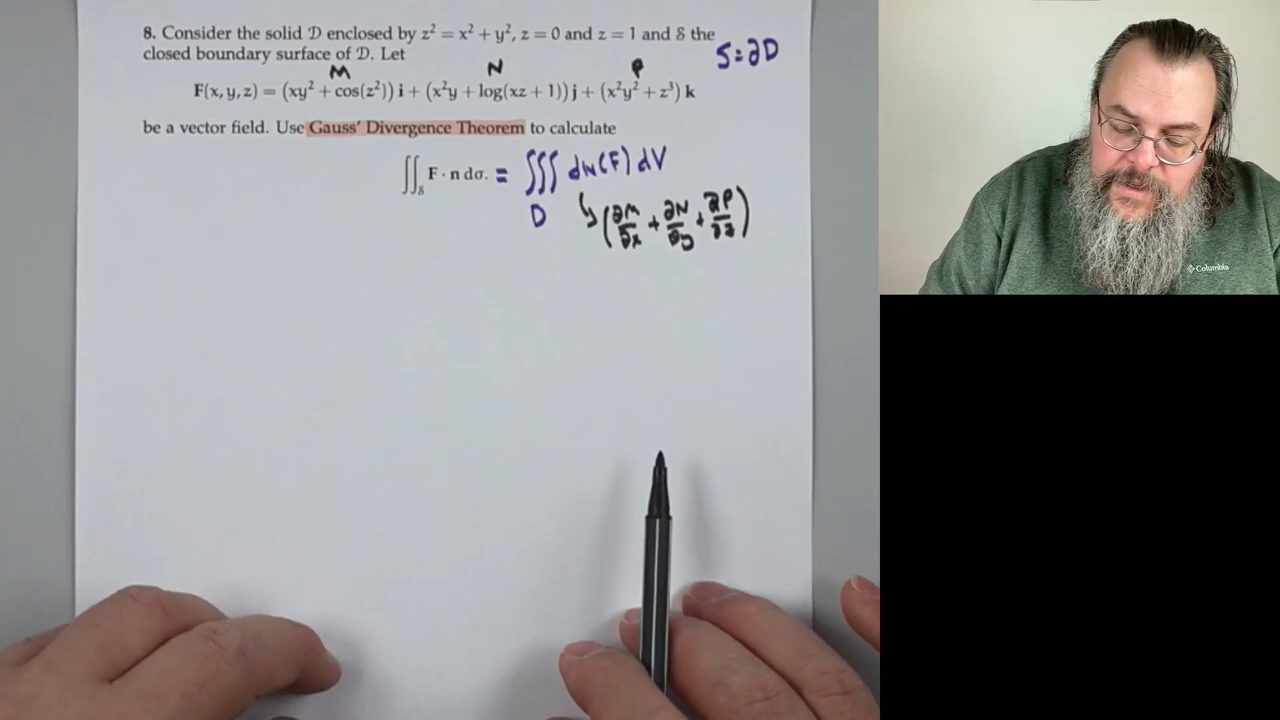 8. Consider the solid 𝒟 enclosed by z² = x² + y², z = 0 and z = 1 and 𝒮 the
closed boundary surface of 𝒟. Let
S = ∂D
M N P
F(x, y, z) = (xy² + cos(z²)) i + (x²y + log(xz + 1)) j + (x²y² + z³) k
be a vector field. Use Gauss' Divergence Theorem to calculate
∬_𝒮 F · n dσ. = ∭_D div(F) dV
↳ (∂M/∂x + ∂N/∂y + ∂P/∂z)
Columbia